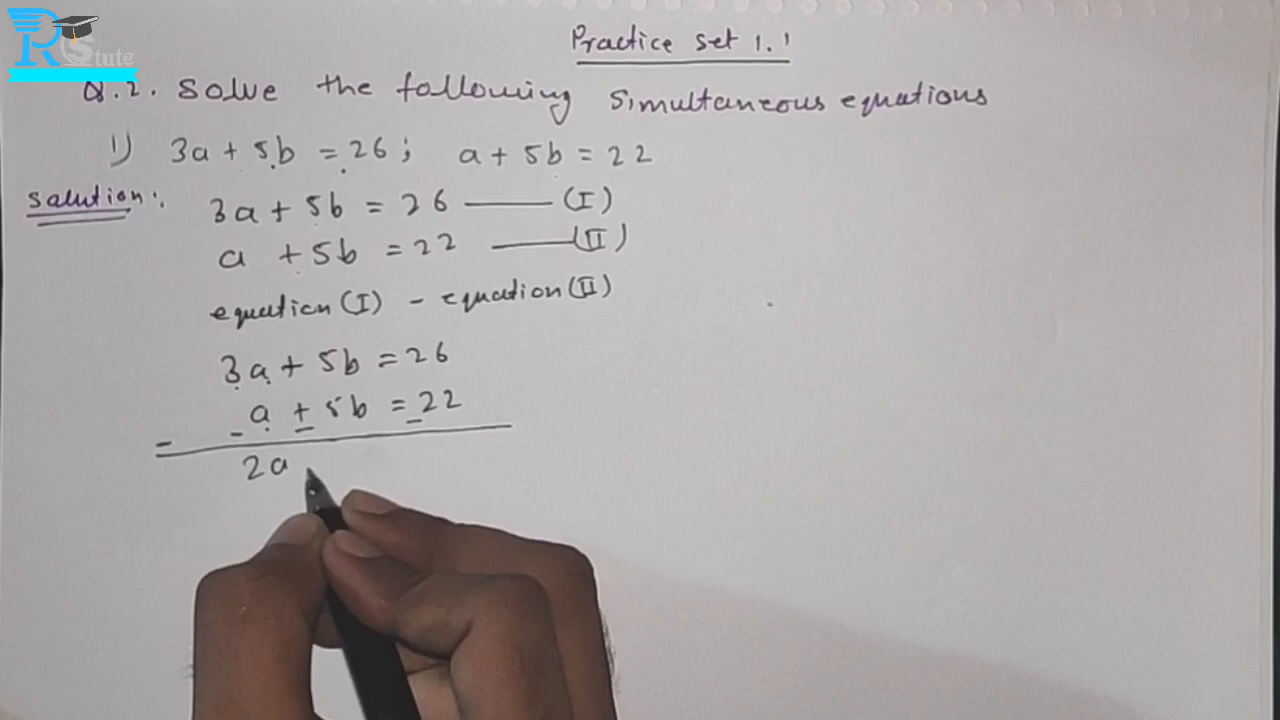 RStute
Practice Set 1.1
Q.2. Solve the following simultaneous equations
1) 3a + 5b = 26; a + 5b = 22
Solution:
3a + 5b = 26 —— (I)
a + 5b = 22 —— (II)
equation (I) - equation (II)
3a + 5b = 26
a + 5b = 22
- - - -
2a